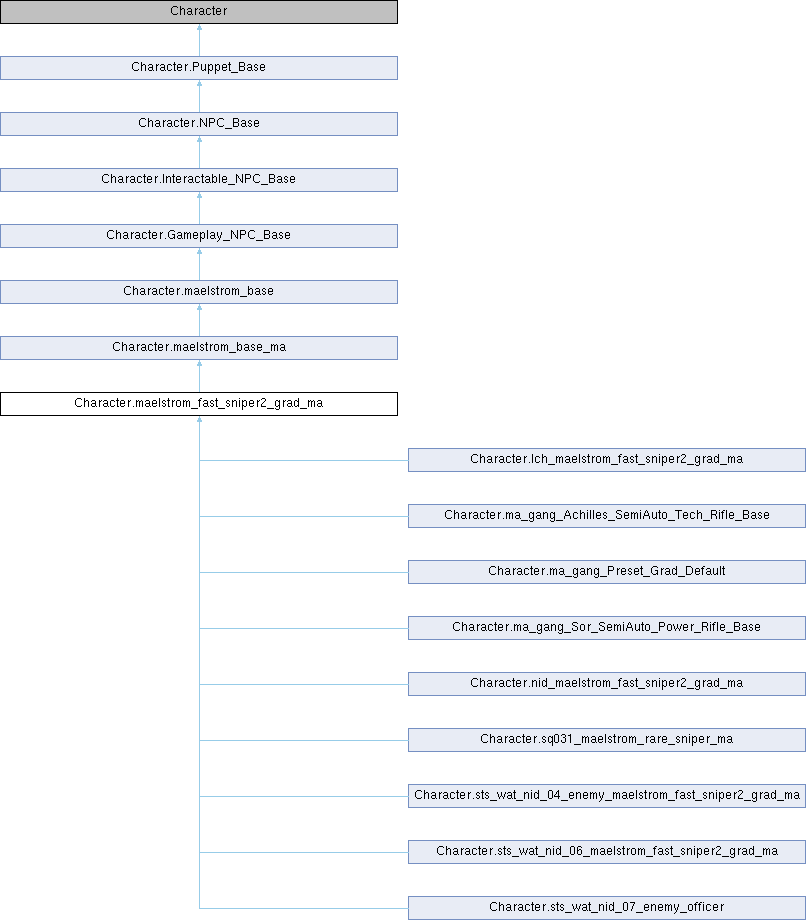 Character
Character.Puppet_Base
Character.NPC_Base
Character.Interactable_NPC_Base
Character.Gameplay_NPC_Base
Character.maelstrom_base
Character.maelstrom_base_ma
Character.maelstrom_fast_sniper2_grad_ma
Character.lch_maelstrom_fast_sniper2_grad_ma
Character.ma_gang_Achilles_SemiAuto_Tech_Rifle_Base
Character.ma_gang_Preset_Grad_Default
Character.ma_gang_Sor_SemiAuto_Power_Rifle_Base
Character.nid_maelstrom_fast_sniper2_grad_ma
Character.sq031_maelstrom_rare_sniper_ma
Character.sts_wat_nid_04_enemy_maelstrom_fast_sniper2_grad_ma
Character.sts_wat_nid_06_maelstrom_fast_sniper2_grad_ma
Character.sts_wat_nid_07_enemy_officer